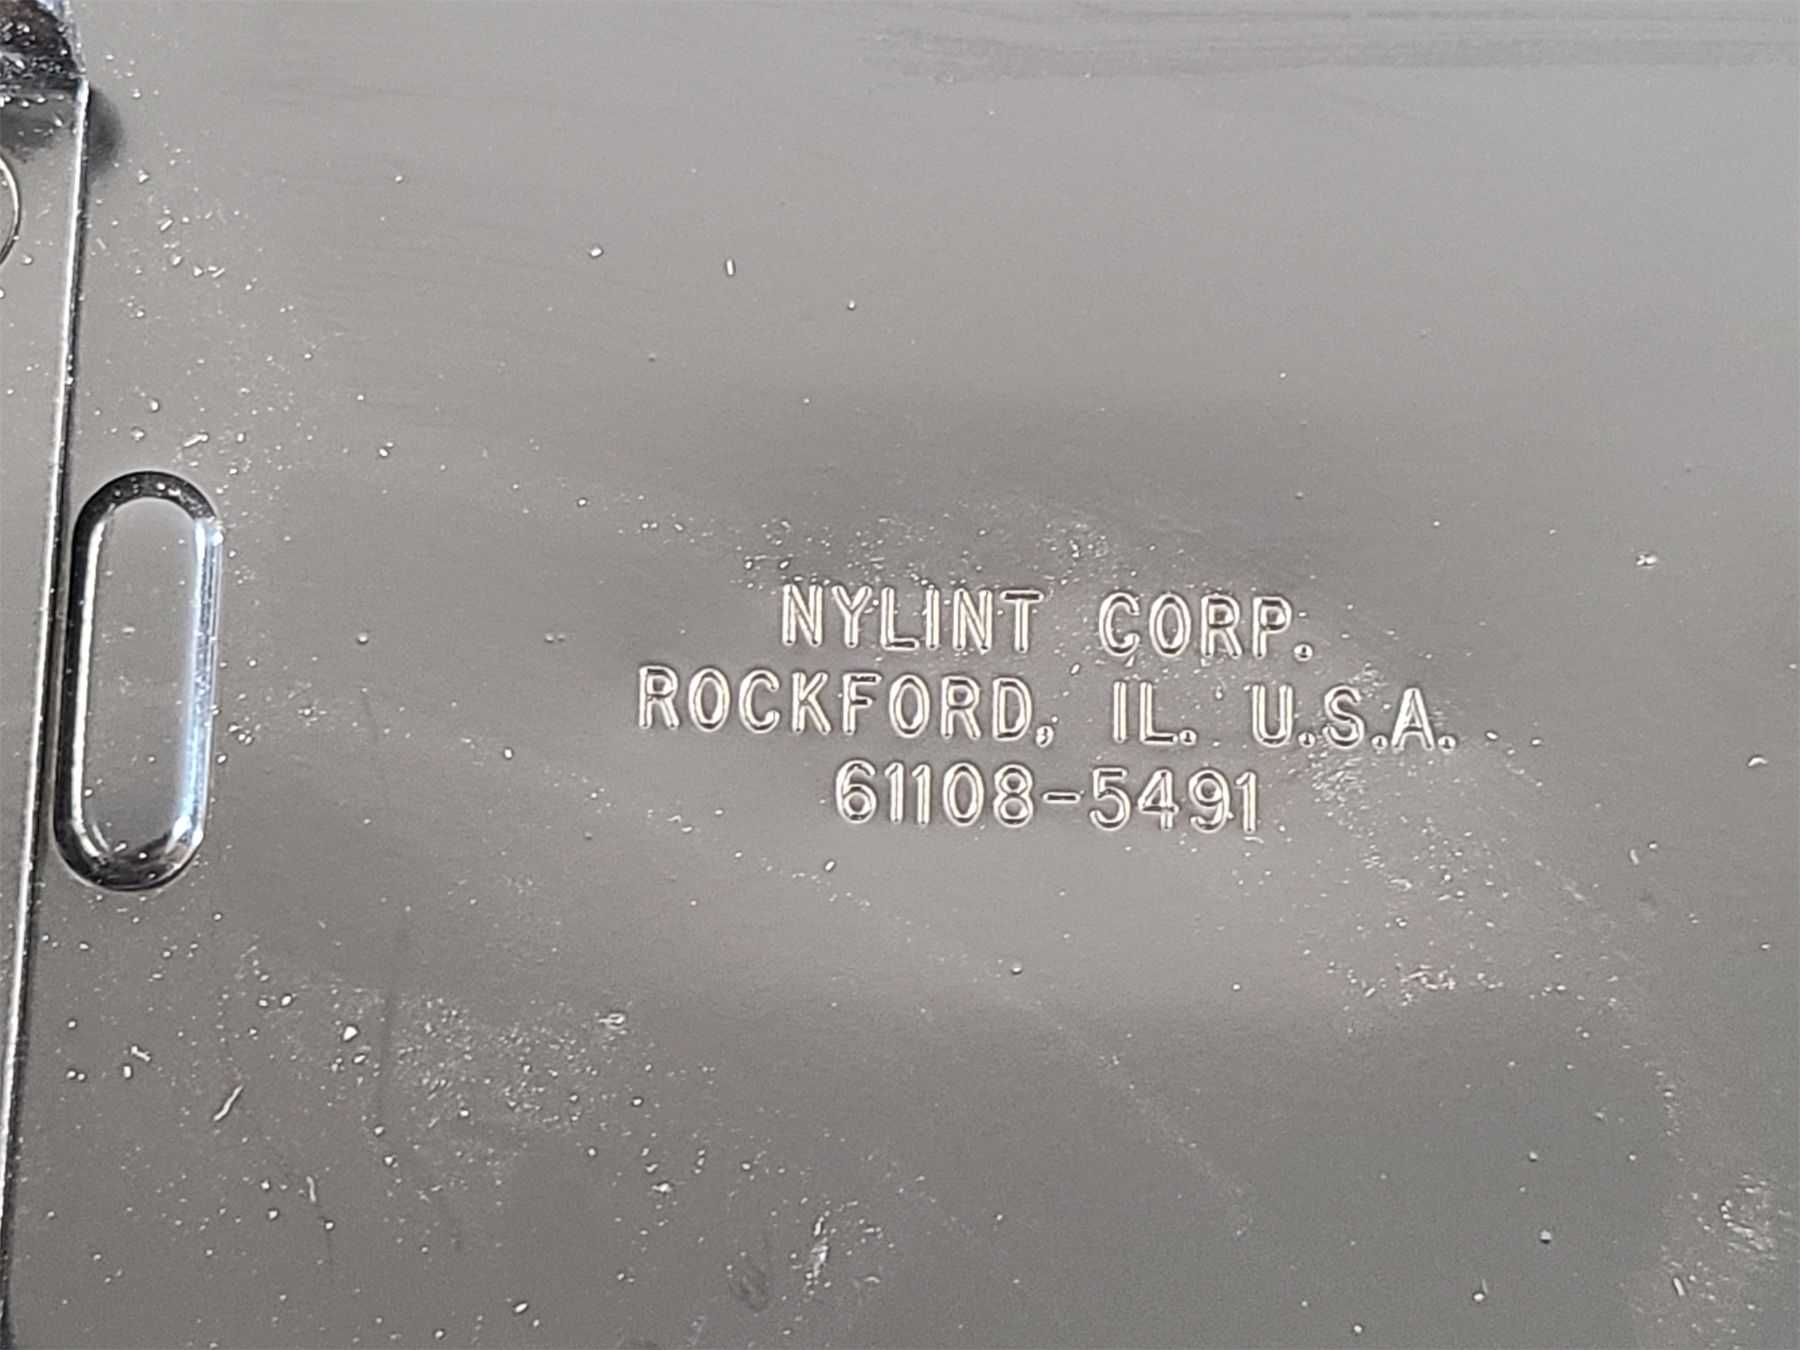 NYLINT CORP.
ROCKFORD, IL. U.S.A.
61108-5491